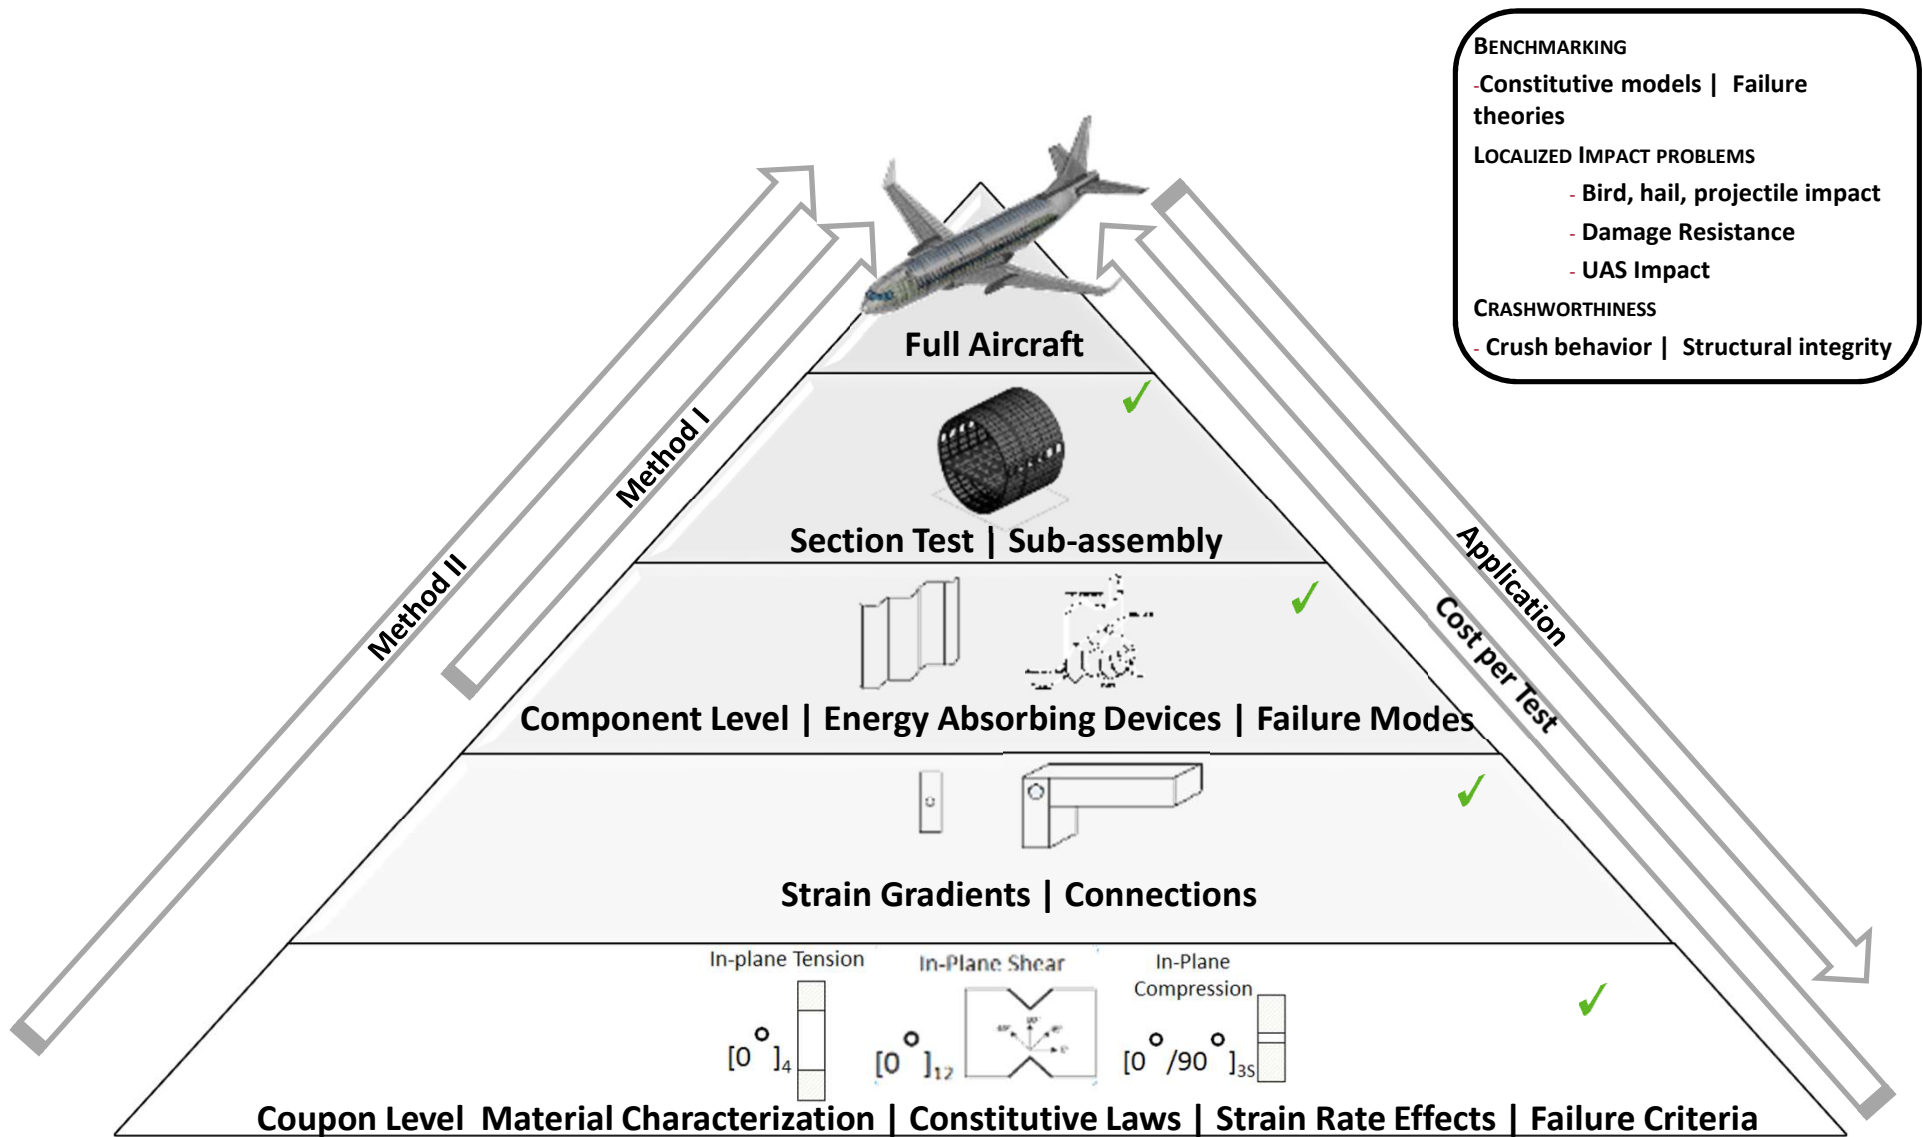 BENCHMARKING
-Constitutive models | Failure
theories
LOCALIZED IMPACT PROBLEMS
- Bird, hail, projectile impact
- Damage Resistance
- UAS Impact
CRASHWORTHINESS
- Crush behavior | Structural integrity
Full Aircraft
Method I
Section Test | Sub-assembly
Method II
Application
Cost per Test
Component Level | Energy Absorbing Devices | Failure Modes
Strain Gradients | Connections
In-plane Tension
In-Plane Shear
In-Plane
Compression
[0°]4
[0°]12
[0°/90°]3S
Coupon Level Material Characterization | Constitutive Laws | Strain Rate Effects | Failure Criteria